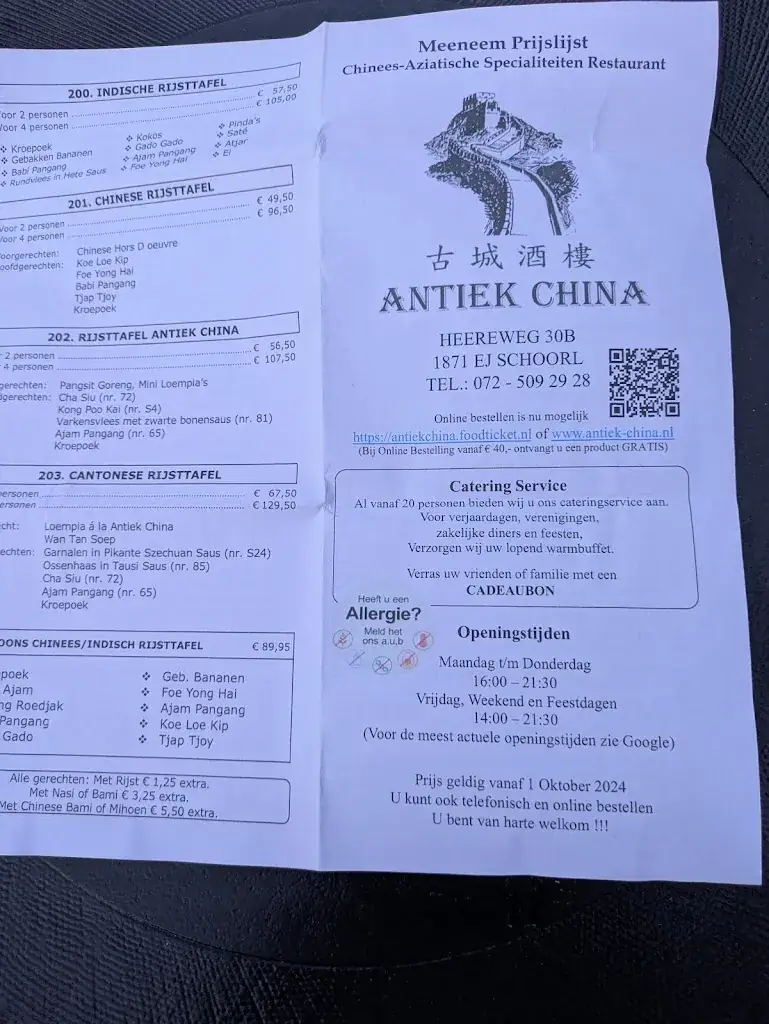 200. INDISCHE RIJSTTAFEL
Voor 2 personen € 57,50
Voor 4 personen € 105,00
❖ Kroepoek
❖ Gebakken Bananen
❖ Babi Pangang
❖ Rundvlees in Hete Saus
❖ Kokos
❖ Gado Gado
❖ Ajam Pangang
❖ Foe Yong Hai
❖ Pinda's
❖ Saté
❖ Atjar
❖ Ei
201. CHINESE RIJSTTAFEL
Voor 2 personen € 49,50
Voor 4 personen € 96,50
oorgerechten: Chinese Hors D oeuvre
oofdgerechten: Koe Loe Kip
Foe Yong Hai
Babi Pangang
Tjap Tjoy
Kroepoek
202. RIJSTTAFEL ANTIEK CHINA
2 personen € 56,50
4 personen € 107,50
gerechten: Pangsit Goreng, Mini Loempia's
dgerechten: Cha Siu (nr. 72)
Kong Poo Kai (nr. S4)
Varkensvlees met zwarte bonensaus (nr. 81)
Ajam Pangang (nr. 65)
Kroepoek
203. CANTONESE RIJSTTAFEL
ersonen € 67,50
ersonen € 129,50
icht: Loempia á la Antiek China
Wan Tan Soep
echten: Garnalen in Pikante Szechuan Saus (nr. S24)
Ossenhaas in Tausi Saus (nr. 85)
Cha Siu (nr. 72)
Ajam Pangang (nr. 65)
Kroepoek
OONS CHINEES/INDISCH RIJSTTAFEL € 89,95
poek
Ajam
ng Roedjak
Pangang
Gado
❖ Geb. Bananen
❖ Foe Yong Hai
❖ Ajam Pangang
❖ Koe Loe Kip
❖ Tjap Tjoy
Alle gerechten: Met Rijst € 1,25 extra.
Met Nasi of Bami € 3,25 extra.
Met Chinese Bami of Mihoen € 5,50 extra.
Meeneem Prijslijst
Chinees-Aziatische Specialiteiten Restaurant
古城酒樓
ANTIEK CHINA
HEEREWEG 30B
1871 EJ SCHOORL
TEL.: 072 - 509 29 28
Online bestellen is nu mogelijk
https://antiekchina.foodticket.nl of www.antiek-china.nl
(Bij Online Bestelling vanaf € 40,- ontvangt u een product GRATIS)
Catering Service
Al vanaf 20 personen bieden wij u ons cateringservice aan.
Voor verjaardagen, verenigingen,
zakelijke diners en feesten,
Verzorgen wij uw lopend warmbuffet.
Verras uw vrienden of familie met een
CADEAUBON
Heeft u een
Allergie?
Meld het
ons a.u.b
Openingstijden
Maandag t/m Donderdag
16:00 – 21:30
Vrijdag, Weekend en Feestdagen
14:00 – 21:30
(Voor de meest actuele openingstijden zie Google)
Prijs geldig vanaf 1 Oktober 2024
U kunt ook telefonisch en online bestellen
U bent van harte welkom !!!